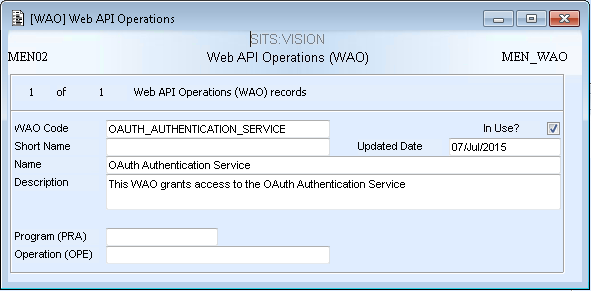 [WAO] Web API Operations
SITS:VISION
MEN02 Web API Operations (WAO) MEN_WAO
1 of 1 Web API Operations (WAO) records
WAO Code OAUTH_AUTHENTICATION_SERVICE In Use?
Short Name Updated Date 07/Jul/2015
Name OAuth Authentication Service
Description This WAO grants access to the OAuth Authentication Service
Program (PRA)
Operation (OPE)